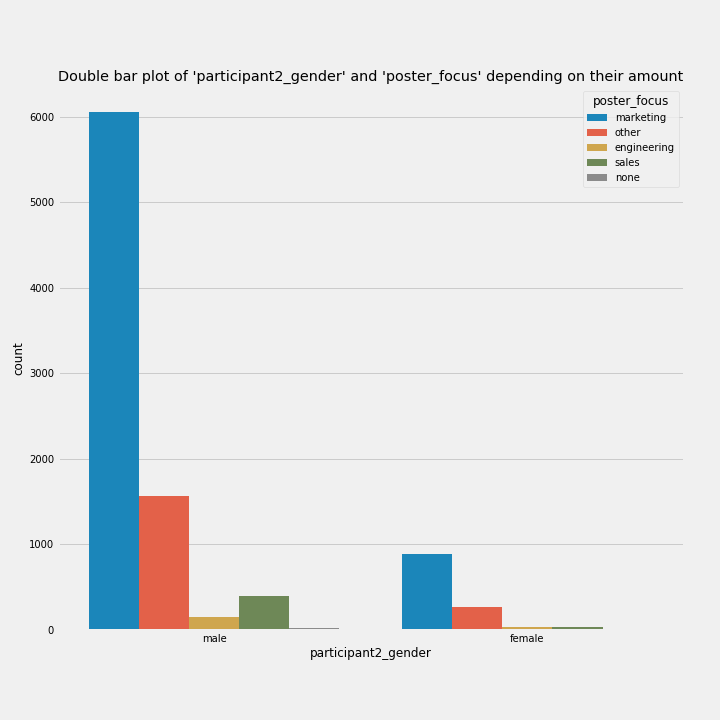 Double bar plot of 'participant2_gender' and 'poster_focus' depending on their amount
poster_focus
marketing
other
engineering
sales
none
6000
5000
4000
3000
2000
1000
0
count
male
female
participant2_gender